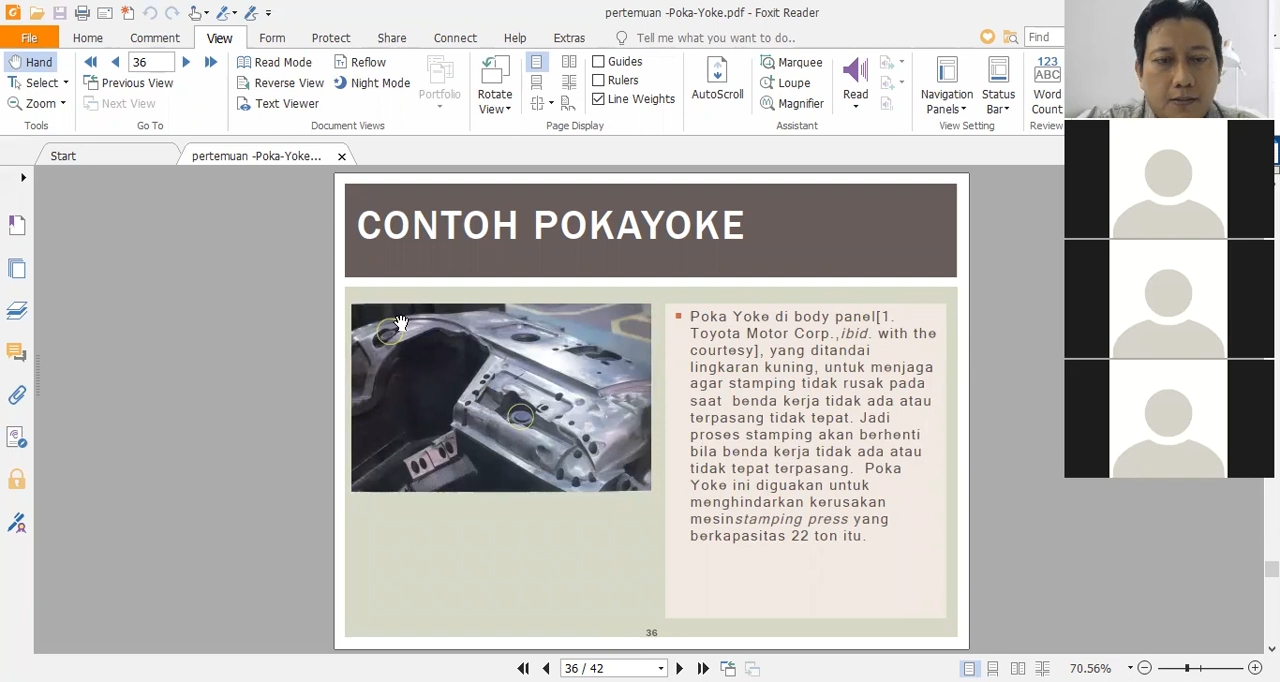 pertemuan -Poka-Yoke.pdf - Foxit Reader
File Home Comment View Form Protect Share Connect Help Extras Tell me what you want to do.. Find
Hand
Select
Zoom
Tools
36
Previous View
Next View
Go To
Read Mode
Reverse View
Text Viewer
Reflow
Night Mode
Document Views
Portfolio
Rotate
View
Page Display
Guides
Rulers
Line Weights
AutoScroll
Marquee
Loupe
Magnifier
Assistant
Read
Navigation
Panels
Status
Bar
View Setting
123
ABC
Word
Count
Review
Start
pertemuan -Poka-Yoke...
CONTOH POKAYOKE
Poka Yoke di body panel[1.
Toyota Motor Corp.,ibid. with the
courtesy], yang ditandai
lingkaran kuning, untuk menjaga
agar stamping tidak rusak pada
saat benda kerja tidak ada atau
terpasang tidak tepat. Jadi
proses stamping akan berhenti
bila benda kerja tidak ada atau
tidak tepat terpasang. Poka
Yoke ini diguakan untuk
menghindarkan kerusakan
mesinstamping press yang
berkapasitas 22 ton itu.
36
36 / 42
70.56%